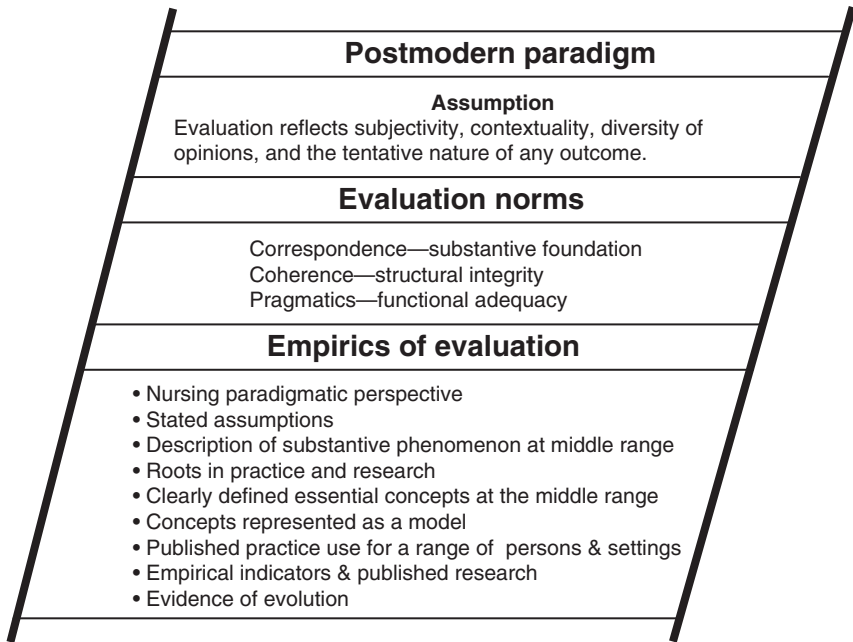 Postmodern paradigm
Assumption
Evaluation reflects subjectivity, contextuality, diversity of
opinions, and the tentative nature of any outcome.
Evaluation norms
Correspondence—substantive foundation
Coherence—structural integrity
Pragmatics—functional adequacy
Empirics of evaluation
• Nursing paradigmatic perspective
• Stated assumptions
• Description of substantive phenomenon at middle range
• Roots in practice and research
• Clearly defined essential concepts at the middle range
• Concepts represented as a model
• Published practice use for a range of persons & settings
• Empirical indicators & published research
• Evidence of evolution